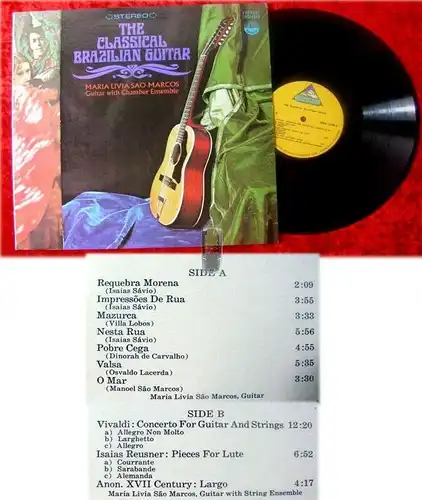 STEREO
THE
CLASSICAL
BRAZILIAN GUITAR
MARIA LIVIA SAO MARCOS
Guitar with Chamber Ensemble
SIDE A
Requebra Morena 2:09
(Isaias Sávio)
Impressões De Rua 3:55
(Isaias Sávio)
Mazurca 3:33
(Villa Lobos)
Nesta Rua 5:56
(Isaias Sávio)
Pobre Cega 4:55
(Dinorah de Carvalho)
Valsa 5:35
(Osvaldo Lacerda)
O Mar 3:30
(Manoel São Marcos)
Maria Livia São Marcos, Guitar
SIDE B
Vivaldi: Concerto For Guitar And Strings 12:20
a) Allegro Non Molto
b) Larghetto
c) Allegro
Isaias Reusner: Pieces For Lute 6:52
a) Courrante
b) Sarabande
c) Alemanda
Anon. XVII Century: Largo 4:17
Maria Livia São Marcos, Guitar with String Ensemble